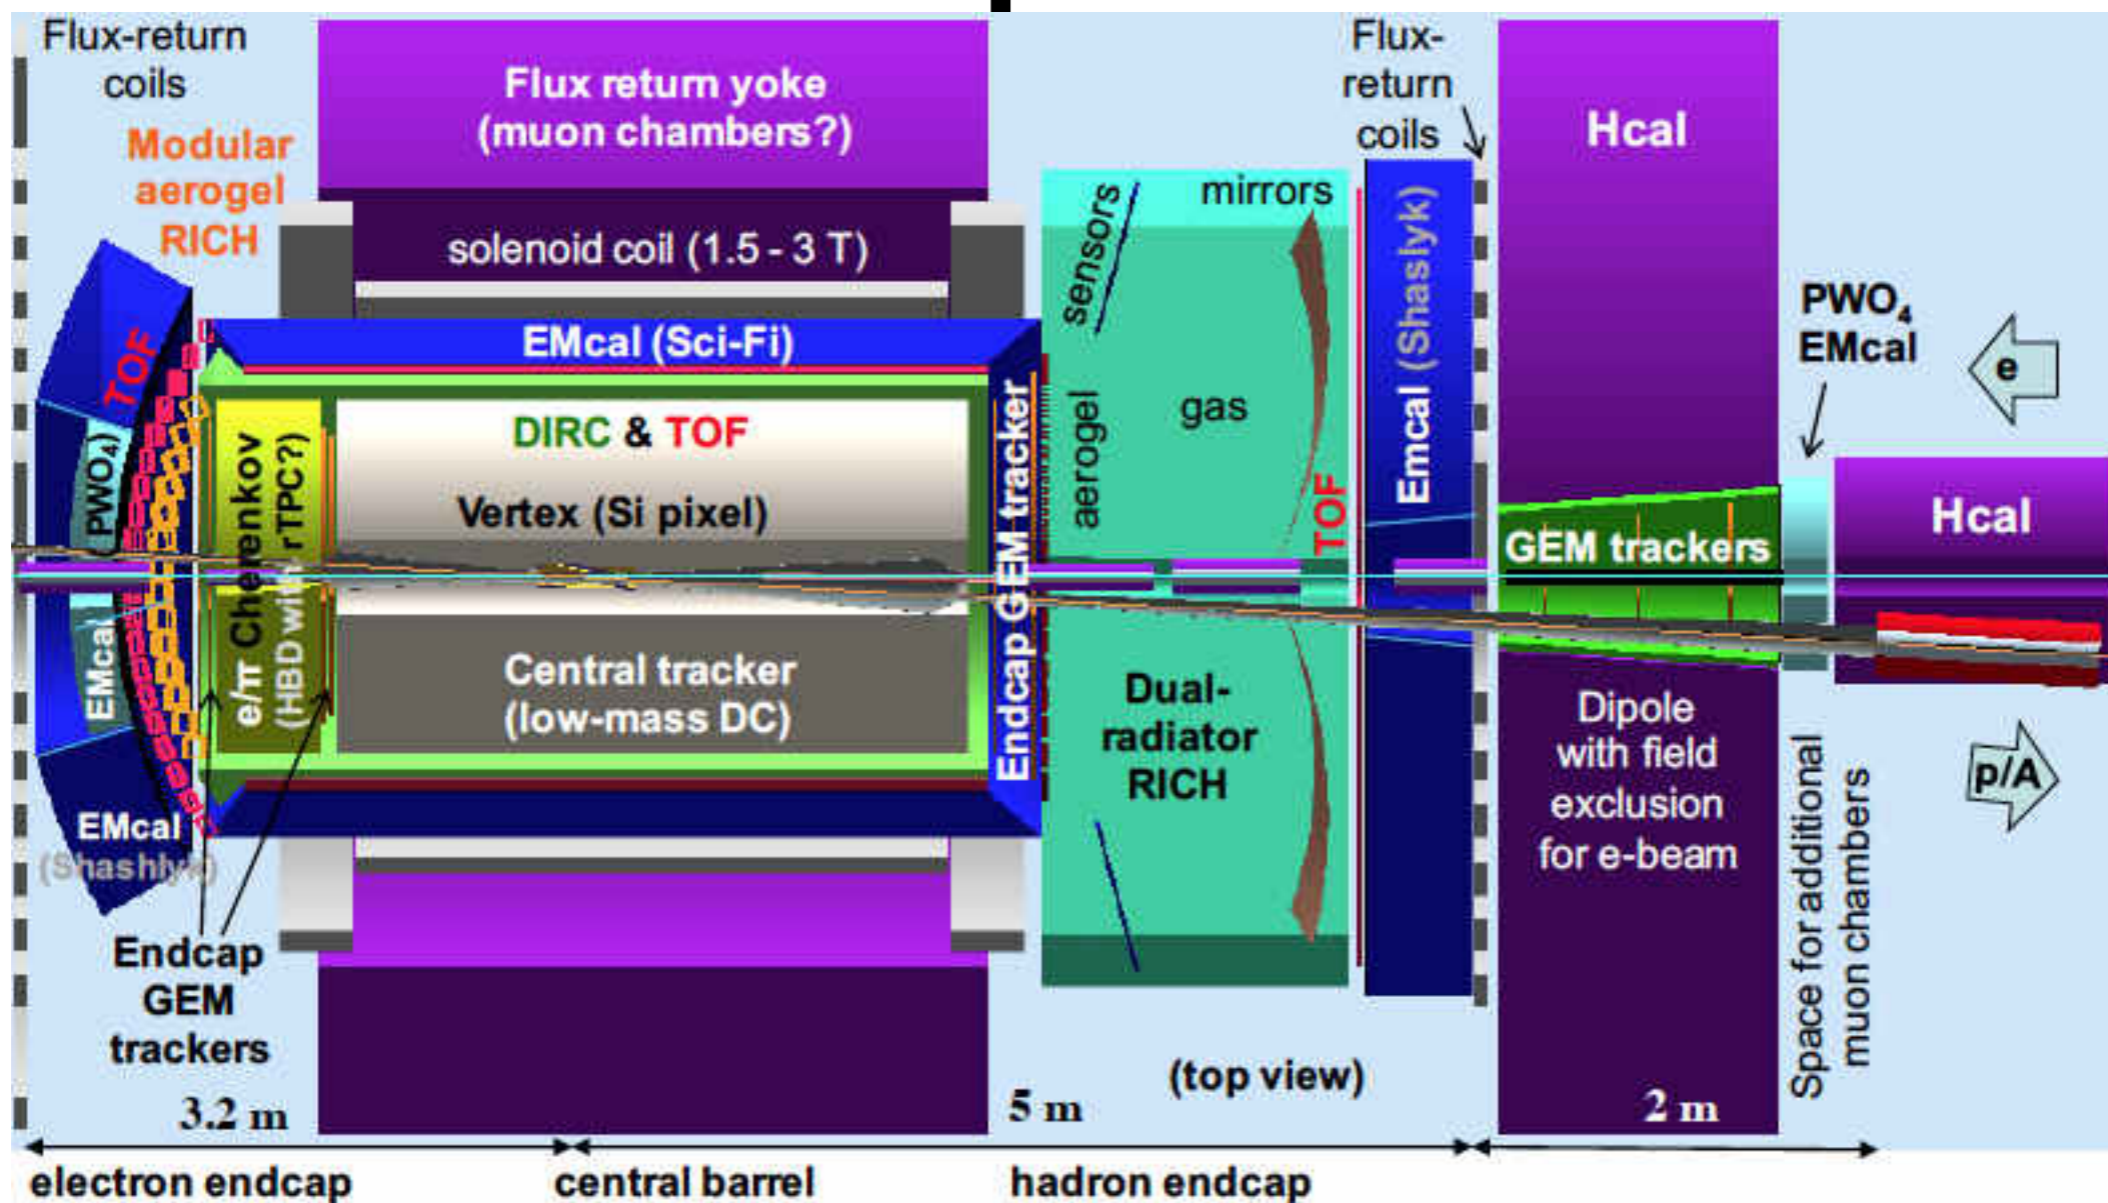 Flux-return
coils
Modular
aerogel
RICH
Flux return yoke
(muon chambers?)
solenoid coil (1.5 - 3 T)
EMcal (Sci-Fi)
DIRC & TOF
Vertex (Si pixel)
Central tracker
(low-mass DC)
TOF
(PWO₄)
EMcal
EMcal
(Shashlyk)
e/π Cherenkov
(HBD with rTPC?)
Endcap
GEM
trackers
Endcap GEM tracker
sensors
mirrors
aerogel
gas
TOF
Dual-
radiator
RICH
Emcal (Shaslyk)
Flux-
return
coils
Hcal
GEM trackers
Dipole
with field
exclusion
for e-beam
PWO₄
EMcal
e
Hcal
p/A
Space for additional
muon chambers
(top view)
3.2 m
5 m
2 m
electron endcap
central barrel
hadron endcap